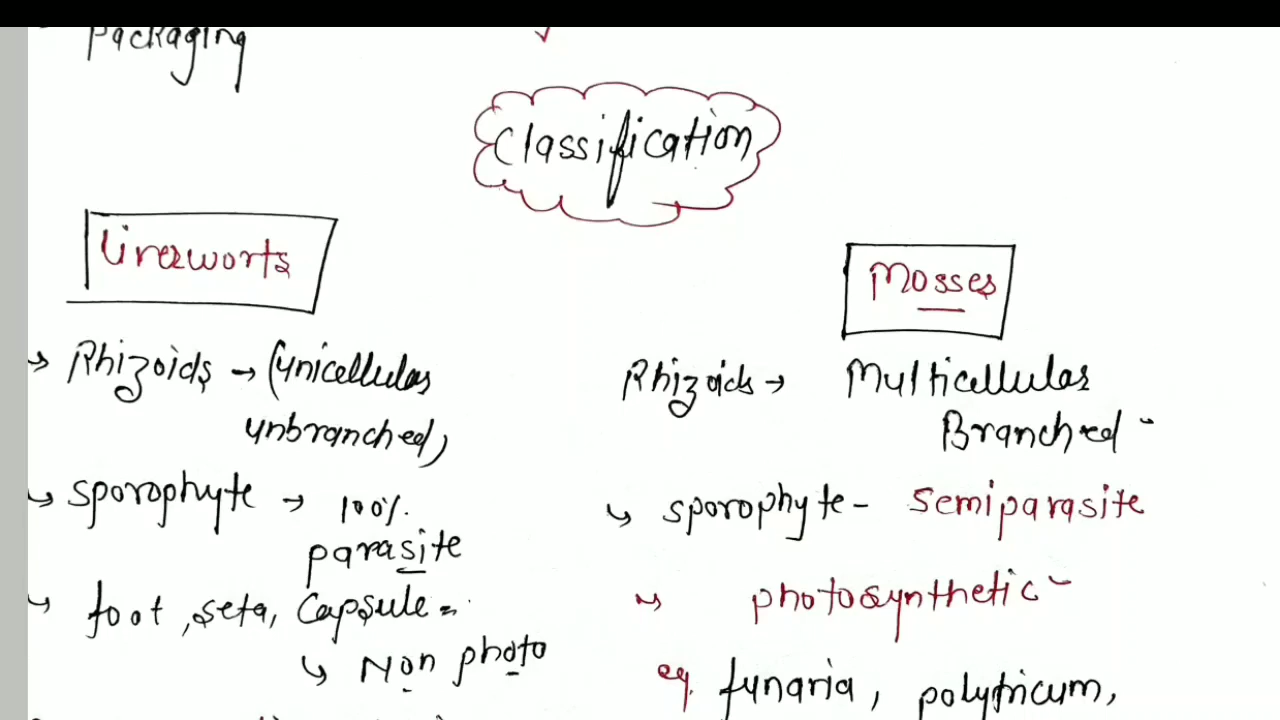 Packaging
Classification
Liverworts
→ Rhizoids → (unicellular
unbranched)
↳ sporophyte → 100%.
parasite
↳ foot, seta, Capsule =
↳ Non photo
Mosses
Rhizoids → Multicellular
Branched -
↳ sporophyte - semiparasite
↳ photosynthetic -
eg. funaria, polytricum,